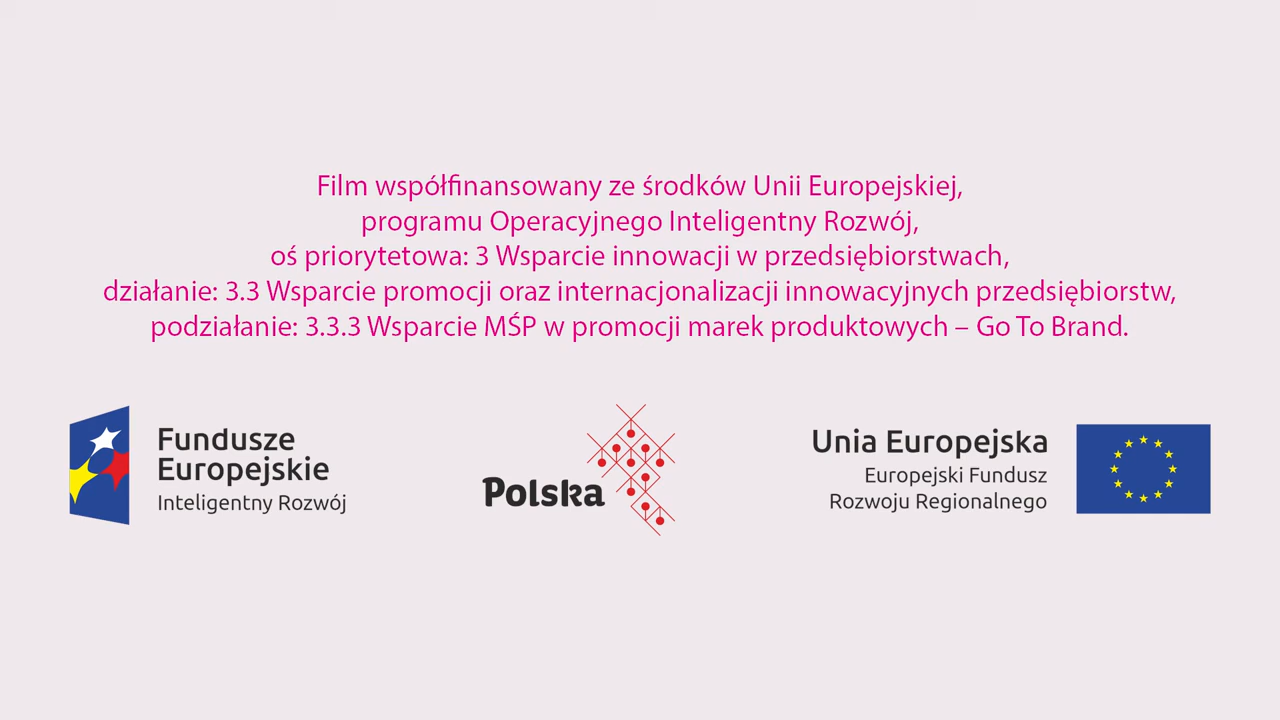 Film współfinansowany ze środków Unii Europejskiej,
programu Operacyjnego Inteligentny Rozwój,
oś priorytetowa: 3 Wsparcie innowacji w przedsiębiorstwach,
działanie: 3.3 Wsparcie promocji oraz internacjonalizacji innowacyjnych przedsiębiorstw,
podziałanie: 3.3.3 Wsparcie MŚP w promocji marek produktowych – Go To Brand.
Fundusze
Europejskie
Inteligentny Rozwój
Polska
Unia Europejska
Europejski Fundusz
Rozwoju Regionalnego